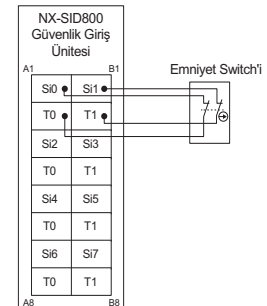 NX-SID800
Güvenlik Giriş
Ünitesi
A1 B1
Emniyet Switch'i
Si0 Si1
T0 T1
Si2 Si3
T0 T1
Si4 Si5
T0 T1
Si6 Si7
T0 T1
A8 B8